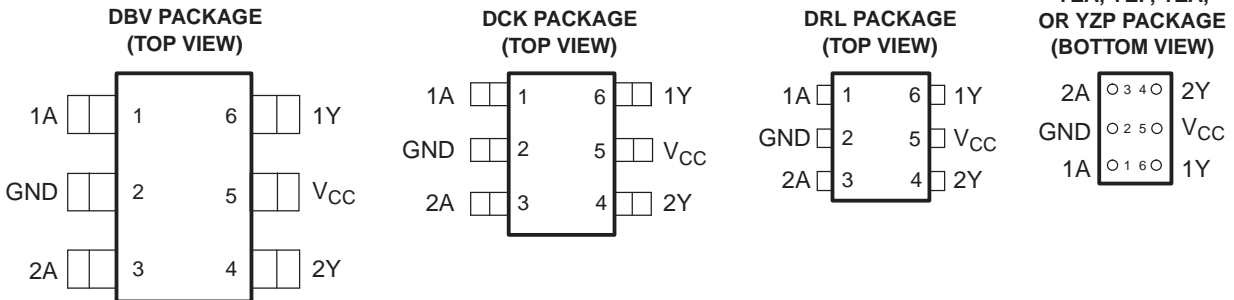 DBV PACKAGE
(TOP VIEW)
1A 1 6 1Y
GND 2 5 VCC
2A 3 4 2Y
DCK PACKAGE
(TOP VIEW)
1A 1 6 1Y
GND 2 5 VCC
2A 3 4 2Y
DRL PACKAGE
(TOP VIEW)
1A 1 6 1Y
GND 2 5 VCC
2A 3 4 2Y
OR YZP PACKAGE
(BOTTOM VIEW)
2A 3 4 2Y
GND 2 5 VCC
1A 1 6 1Y